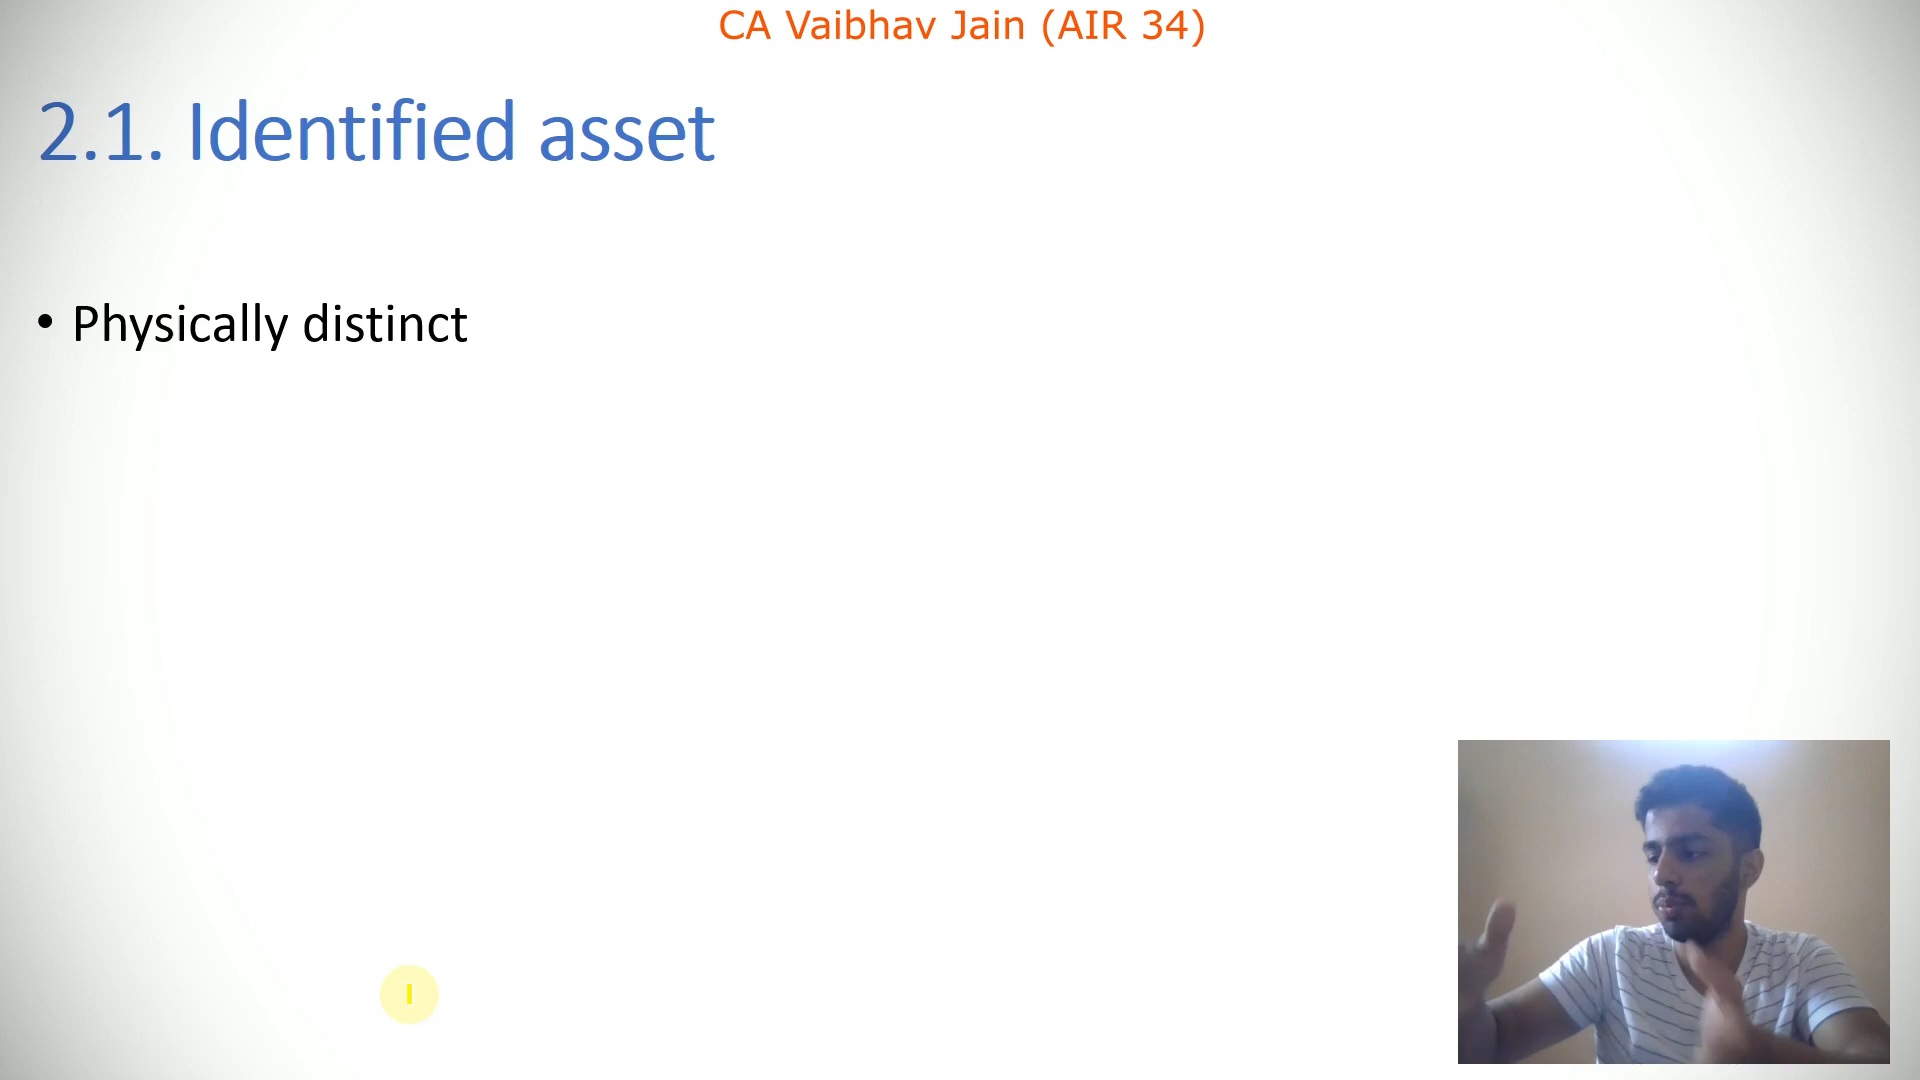 CA Vaibhav Jain (AIR 34)
2.1. Identified asset
• Physically distinct